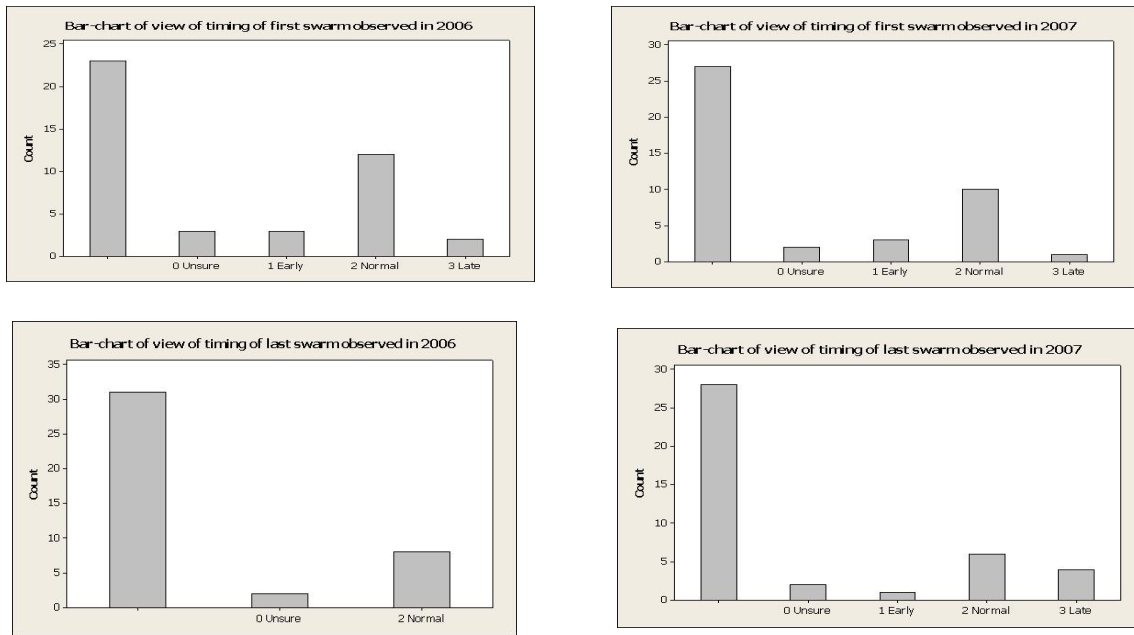 Bar-chart of view of timing of first swarm observed in 2006
25
20
15
10
5
0
Count
0 Unsure 1 Early 2 Normal 3 Late
Bar-chart of view of timing of first swarm observed in 2007
30
25
20
15
10
5
0
Count
0 Unsure 1 Early 2 Normal 3 Late
Bar-chart of view of timing of last swarm observed in 2006
35
30
25
20
15
10
5
0
Count
0 Unsure 2 Normal
Bar-chart of view of timing of last swarm observed in 2007
30
25
20
15
10
5
0
Count
0 Unsure 1 Early 2 Normal 3 Late